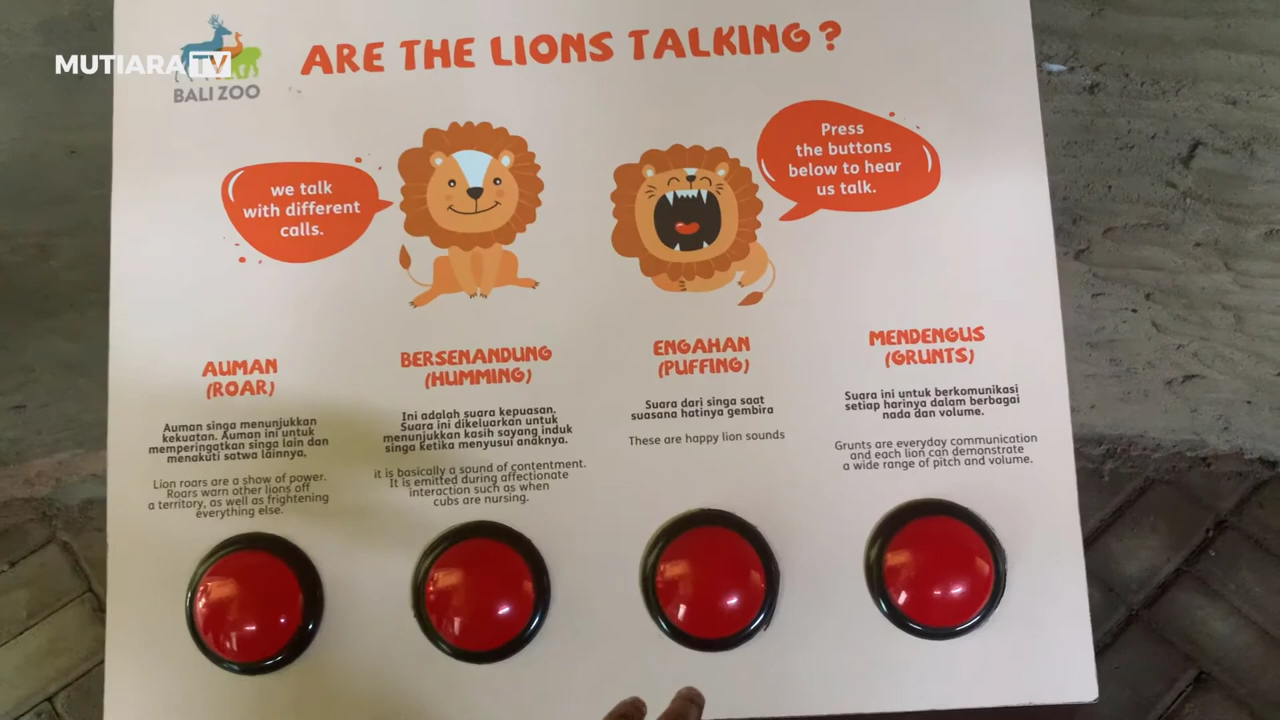 MUTIARA TV
BALI ZOO
ARE THE LIONS TALKING?
we talk
with different
calls.
Press
the buttons
below to hear
us talk.
AUMAN
(ROAR)
Auman singa menunjukkan
kekuatan. Auman ini untuk
memperingatkan singa lain dan
menakuti satwa lainnya,
Lion roars are a show of power.
Roars warn other lions off
a territory, as well as frightening
everything else.
BERSENANDUNG
(HUMMING)
Ini adalah suara kepuasan.
Suara ini dikeluarkan untuk
menunjukkan kasih sayang induk
singa ketika menyusui anaknya.
it is basically a sound of contentment.
It is emitted during affectionate
interaction such as when
cubs are nursing.
ENGAHAN
(PUFFING)
Suara dari singa saat
suasana hatinya gembira
These are happy lion sounds
MENDENGUS
(GRUNTS)
Suara ini untuk berkomunikasi
setiap harinya dalam berbagai
nada dan volume.
Grunts are everyday communication
and each lion can demonstrate
a wide range of pitch and volume.